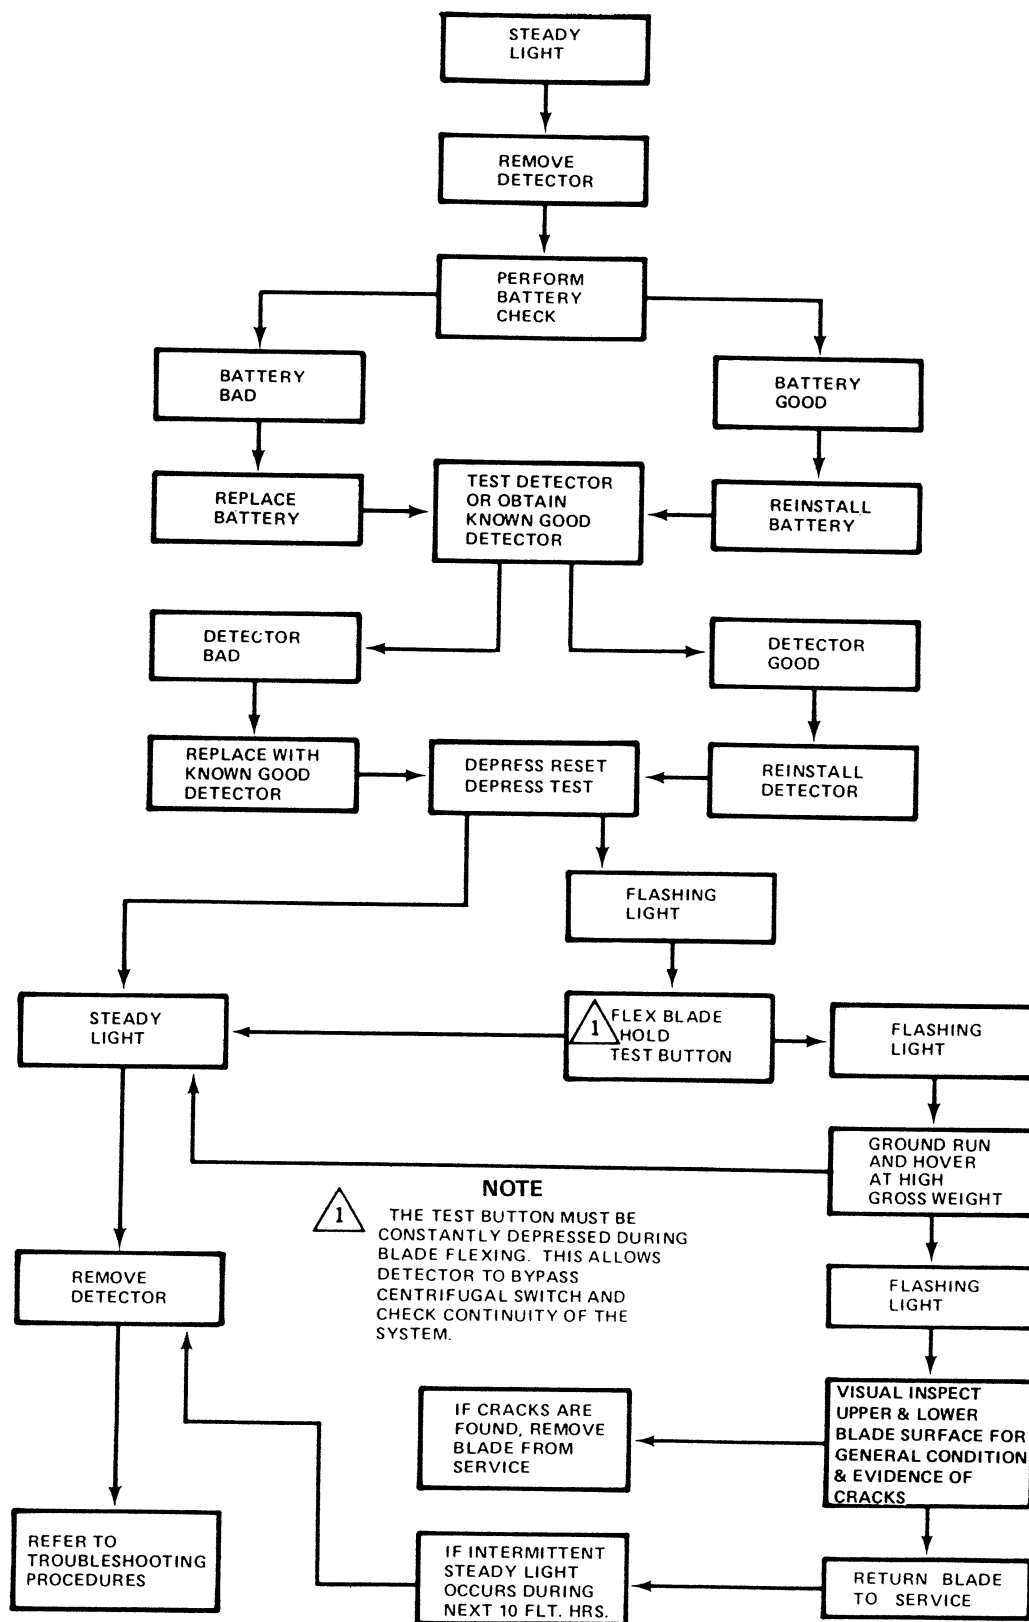 STEADY
LIGHT
REMOVE
DETECTOR
PERFORM
BATTERY
CHECK
BATTERY
BAD
BATTERY
GOOD
REPLACE
BATTERY
TEST DETECTOR
OR OBTAIN
KNOWN GOOD
DETECTOR
REINSTALL
BATTERY
DETECTOR
BAD
DETECTOR
GOOD
REPLACE WITH
KNOWN GOOD
DETECTOR
DEPRESS RESET
DEPRESS TEST
REINSTALL
DETECTOR
FLASHING
LIGHT
STEADY
LIGHT
1
FLEX BLADE
HOLD
TEST BUTTON
FLASHING
LIGHT
GROUND RUN
AND HOVER
AT HIGH
GROSS WEIGHT
NOTE
1
THE TEST BUTTON MUST BE
CONSTANTLY DEPRESSED DURING
BLADE FLEXING. THIS ALLOWS
DETECTOR TO BYPASS
CENTRIFUGAL SWITCH AND
CHECK CONTINUITY OF THE
SYSTEM.
REMOVE
DETECTOR
FLASHING
LIGHT
IF CRACKS ARE
FOUND, REMOVE
BLADE FROM
SERVICE
VISUAL INSPECT
UPPER & LOWER
BLADE SURFACE FOR
GENERAL CONDITION
& EVIDENCE OF
CRACKS
REFER TO
TROUBLESHOOTING
PROCEDURES
IF INTERMITTENT
STEADY LIGHT
OCCURS DURING
NEXT 10 FLT. HRS.
RETURN BLADE
TO SERVICE